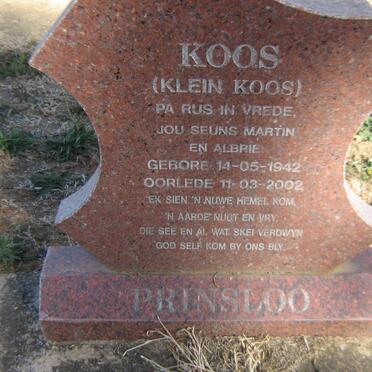 KOOS
(KLEIN KOOS)
PA RUS IN VREDE.
JOU SEUNS MARTIN
EN ALBRIE.
GEBORE 14-05-1942
OORLEDE 11-03-2002
'EK SIEN 'N NUWE HEMEL KOM,
'N AARDE NUUT EN VRY.
DIE SEE EN AL WAT SKEI VERDWYN
'GOD SELF KOM BY ONS BLY...
PRINSLOO